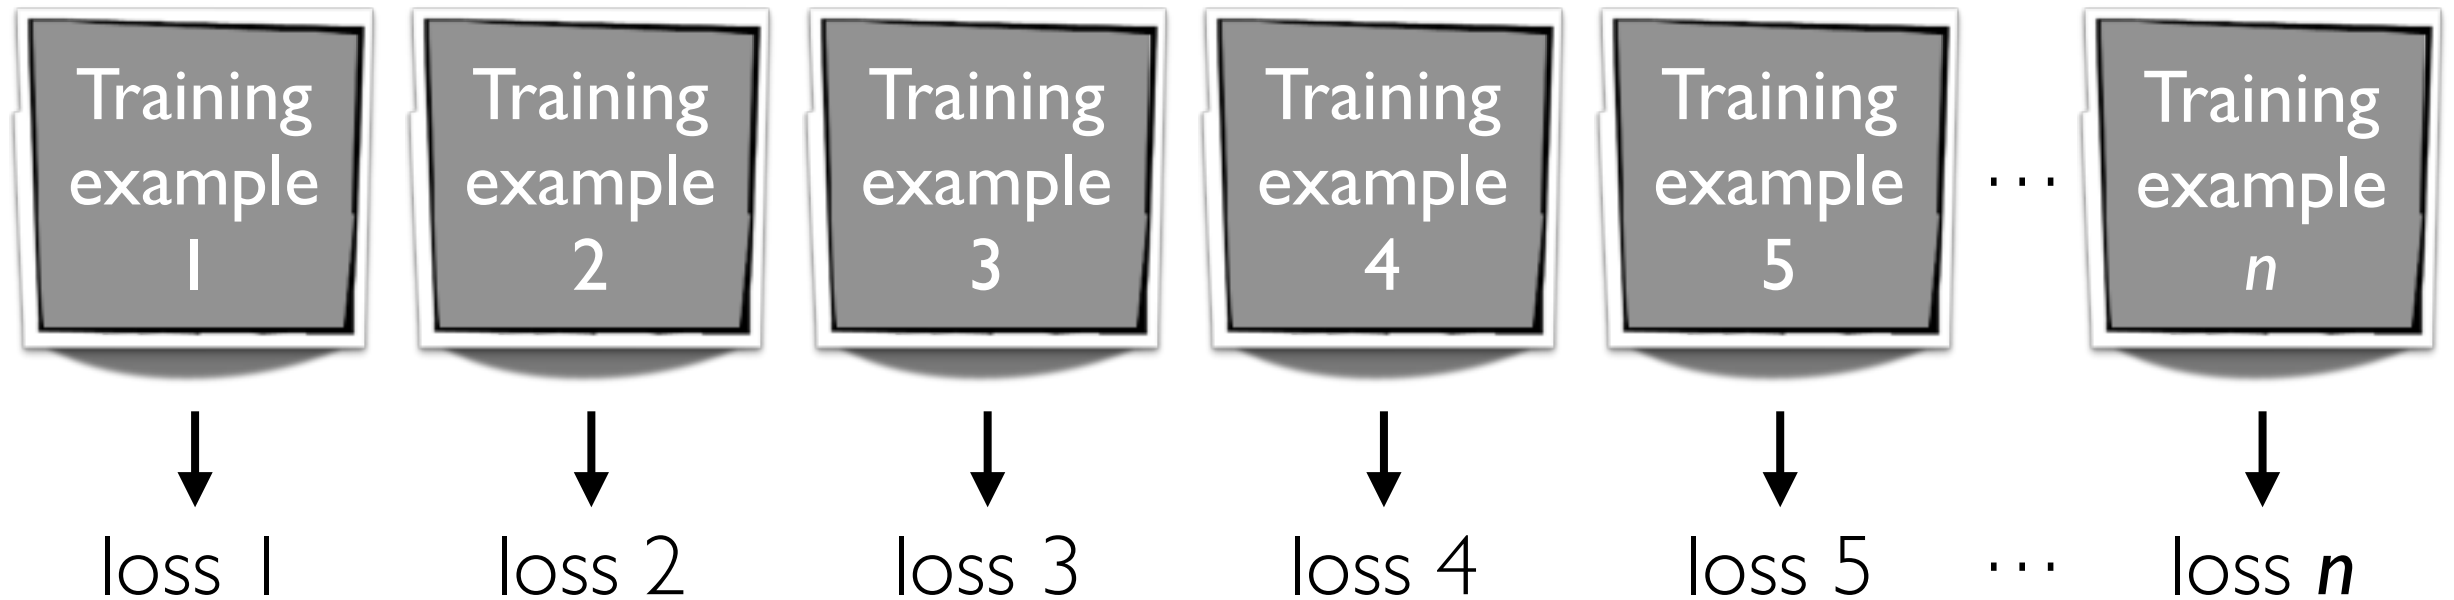 Training
example
1
Training
example
2
Training
example
3
Training
example
4
Training
example
5
...
Training
example
n
loss 1
loss 2
loss 3
loss 4
loss 5
...
loss n